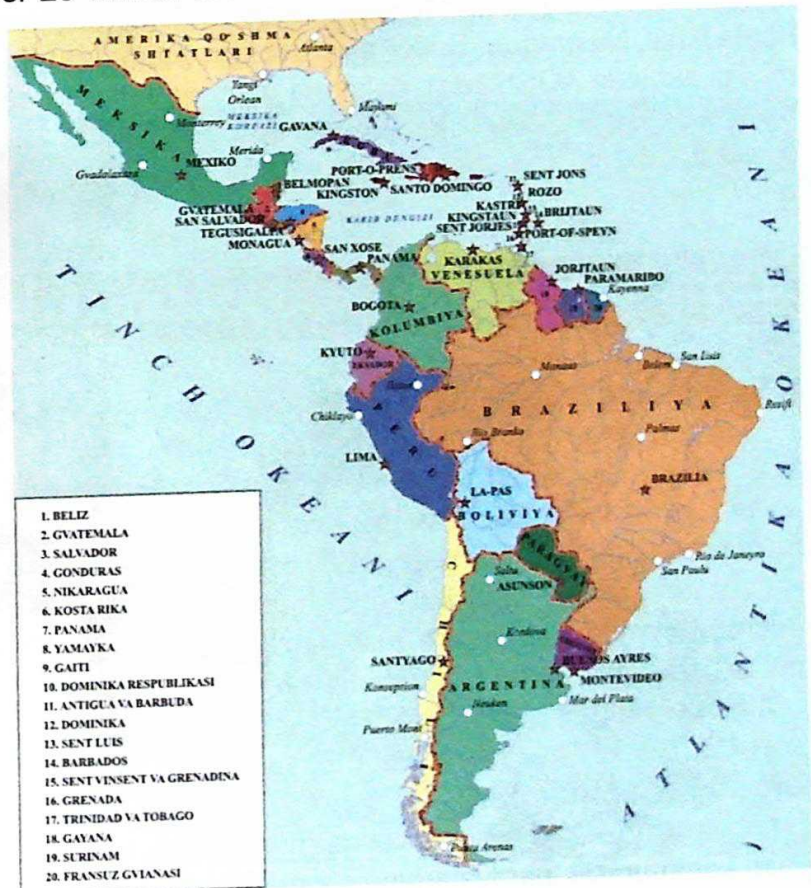 AMERIKA QO'SHMA
SHTATLARI
Atlanta
Yangi
Orlean
Mayami
MEKSIKA
MEKSIKA
KO'RFAZI
Monterrey
GAVANA
Merida
Gvadalaxara
MEXIKO
BELMOPAN
PORT-O-PRENS
KINGSTON
SANTO DOMINGO
SENT JONS
ROZO
KASTRI
KINGSTAUN
BRIJTAUN
SENT JORJES
PORT-OF-SPEYN
GVATEMALA
SAN SALVADOR
TEGUSIGALPA
MONAGUA
KARIB DENGIZI
SAN XOSE
PANAMA
KARAKAS
VENESUELA
JORJTAUN
PARAMARIBO
Kayenna
BOGOTA
KOLUMBIYA
KYUTO
EKVADOR
Manaus
Belem
San Luis
Chiklayo
PERU
BRAZILIYA
Resifi
Rio Branko
Palmas
LIMA
BRAZILIA
LA-PAS
BOLIVIYA
PARAGVAY
Rio de Janeyro
San Paulu
Salta
ASUNSON
CHILI
Kordova
SANTYAGO
BUENOS AYRES
MONTEVIDEO
ARGENTINA
Konsepsion
Neuken
Mar del Plata
Puerto Mont
Punta Arenas
TINCH OKEANI
ATLANTIKA OKEANI
1. BELIZ
2. GVATEMALA
3. SALVADOR
4. GONDURAS
5. NIKARAGUA
6. KOSTA RIKA
7. PANAMA
8. YAMAYKA
9. GAITI
10. DOMINIKA RESPUBLIKASI
11. ANTIGUA VA BARBUDA
12. DOMINIKA
13. SENT LUIS
14. BARBADOS
15. SENT VINSENT VA GRENADINA
16. GRENADA
17. TRINIDAD VA TOBAGO
18. GAYANA
19. SURINAM
20. FRANSUZ GVIANASI